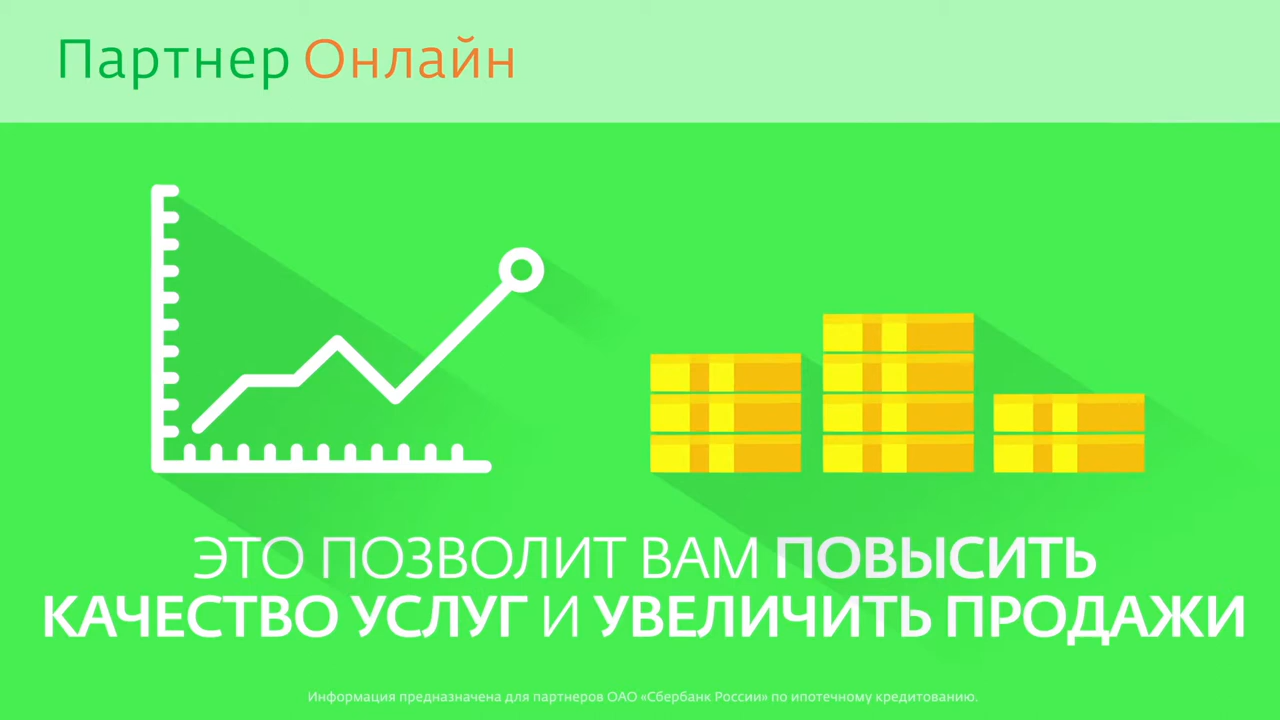 Партнер Онлайн
ЭТО ПОЗВОЛИТ ВАМ ПОВЫСИТЬ
КАЧЕСТВО УСЛУГ И УВЕЛИЧИТЬ ПРОДАЖИ
Информация предназначена для партнеров ОАО «Сбербанк России» по ипотечному кредитованию.